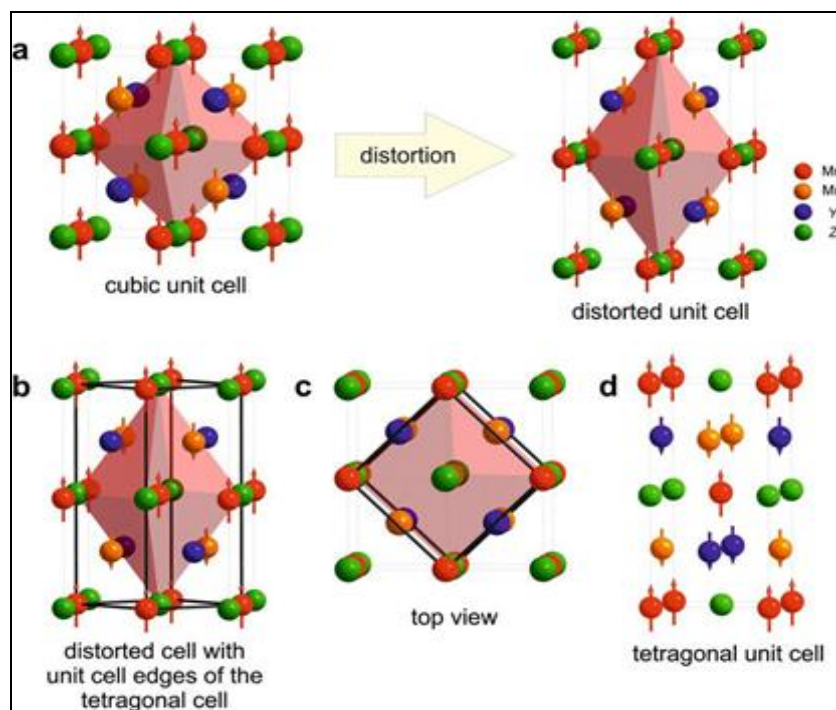 a
distortion
cubic unit cell
distorted unit cell
Mn
M
Y
Z
b
distorted cell with
unit cell edges of the
tetragonal cell
c
top view
d
tetragonal unit cell